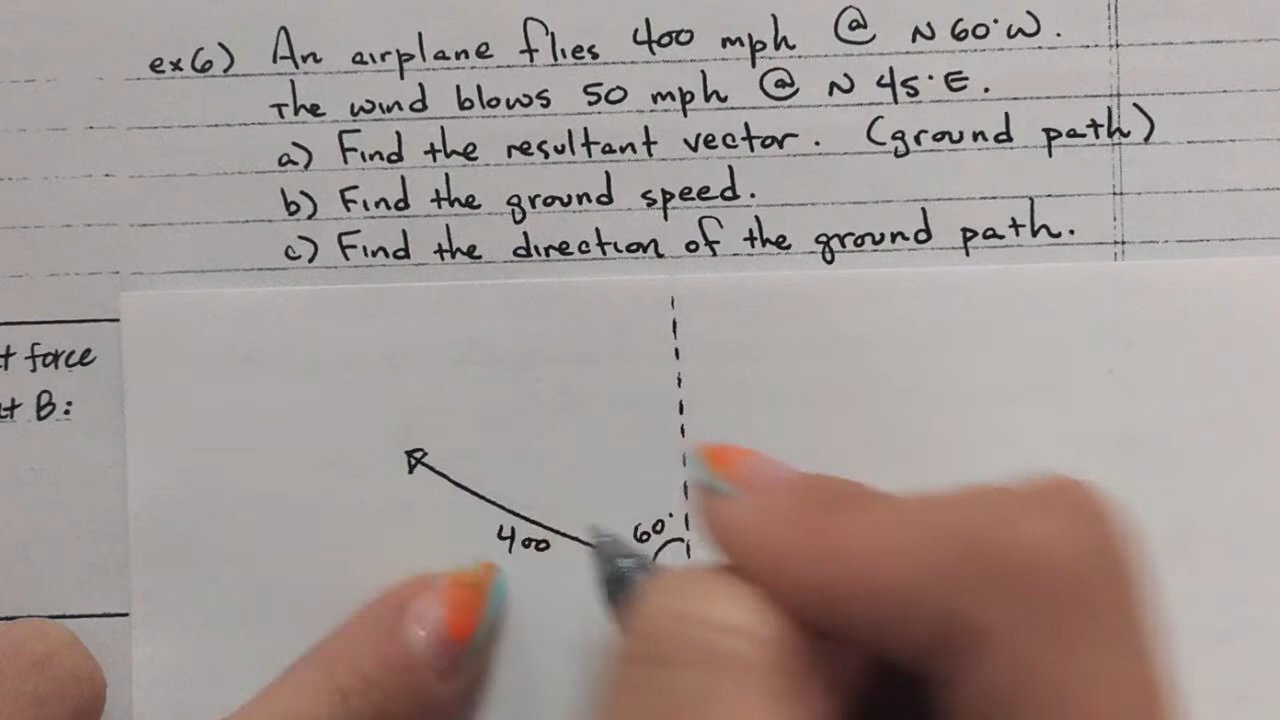 ex6) An airplane flies 400 mph @ N 60° W.
The wind blows 50 mph @ N 45° E.
a) Find the resultant vector. (ground path)
b) Find the ground speed.
c) Find the direction of the ground path.
force
B:
60°
400